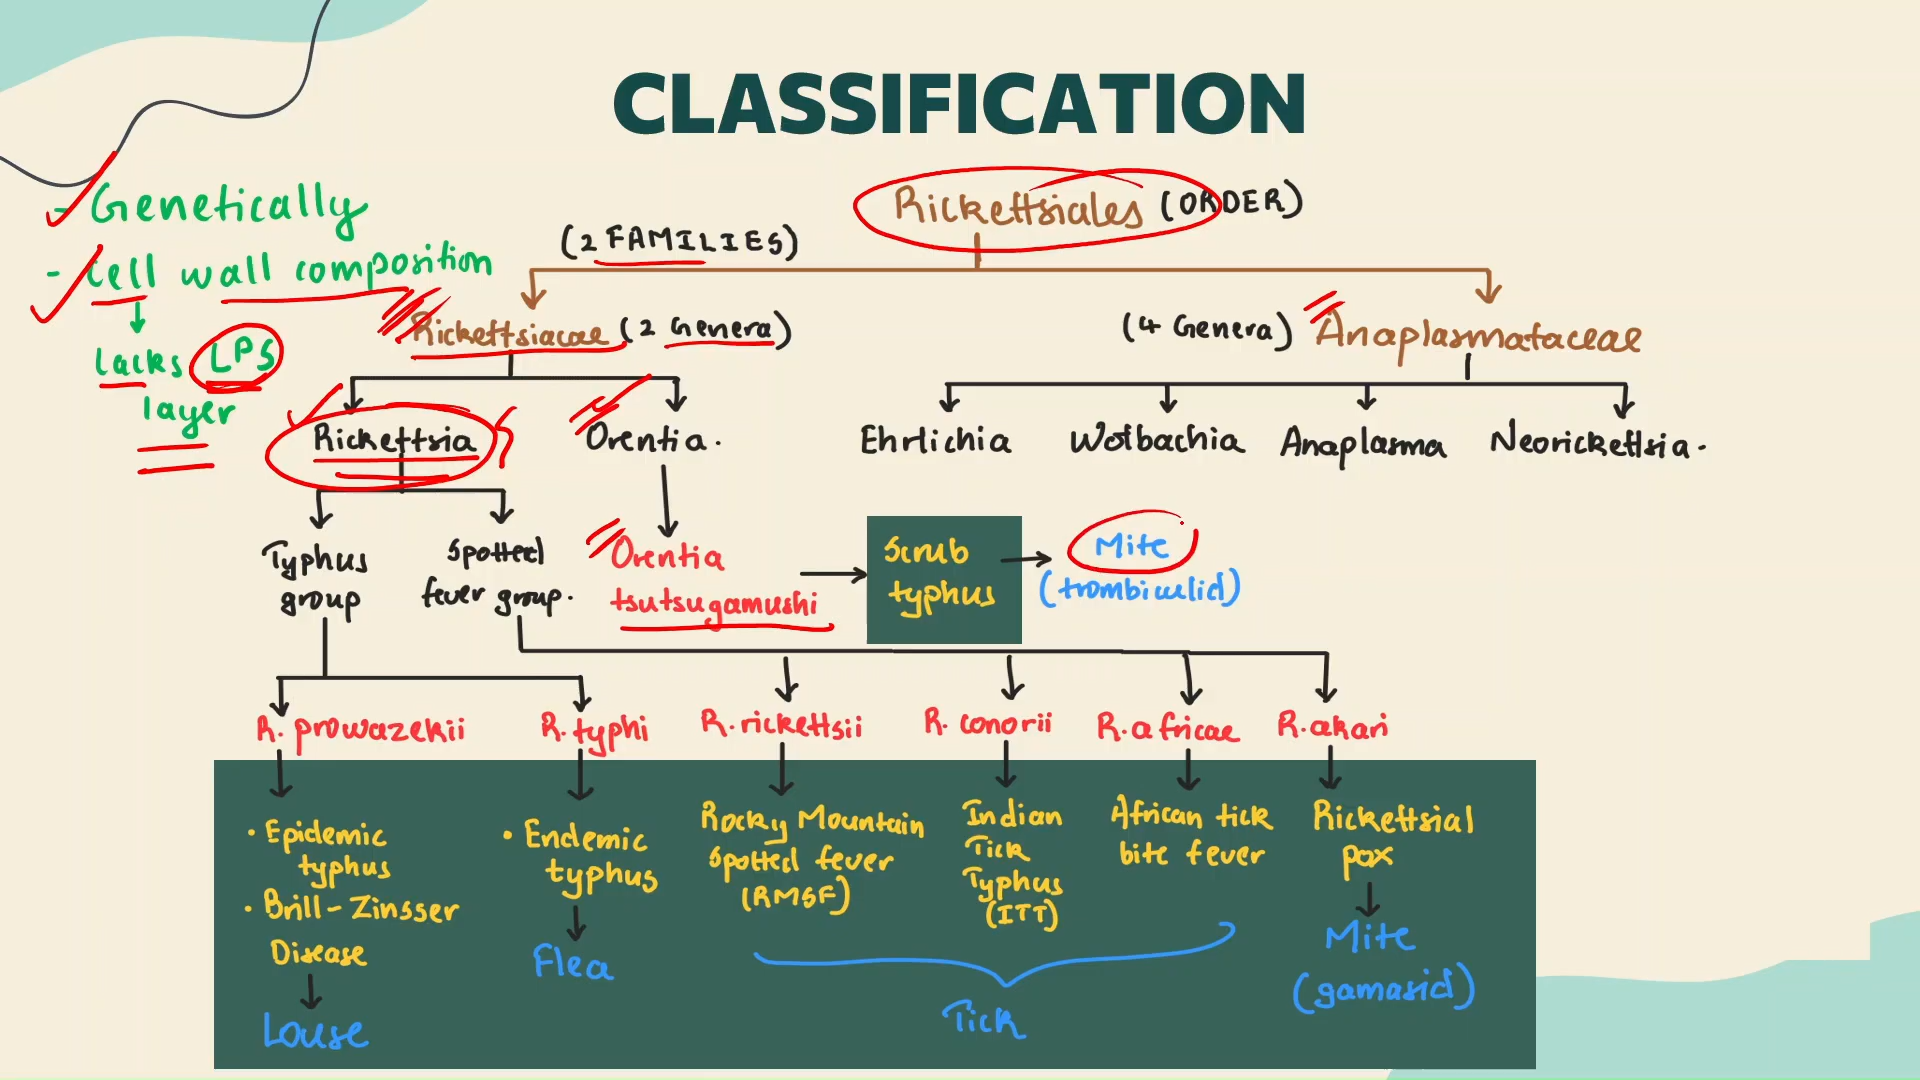 CLASSIFICATION
- Genetically
- Cell wall composition
Lacks LPS
layer
Rickettsiales (ORDER)
(2 FAMILIES)
Rickettsiacae (2 Genera)
(4 Genera) Anaplasmataceae
Rickettsia
Orentia.
Ehrlichia
Wolbachia
Anaplasma
Neorickettsia.
Typhus
group
Spotted
fever group.
Orentia
tsutsugamushi
Scrub
typhus
Mite
(trombiculid)
R. prowazekii
R. typhi
R. rickettsii
R. conorii
R. africae
R. akari
• Epidemic
typhus
• Brill-Zinsser
Disease
Louse
• Endemic
typhus
Flea
Rocky Mountain
Spotted fever
(RMSF)
Indian
Tick
Typhus
(ITT)
African tick
bite fever
Tick
Rickettsial
pox
Mite
(gamasid)